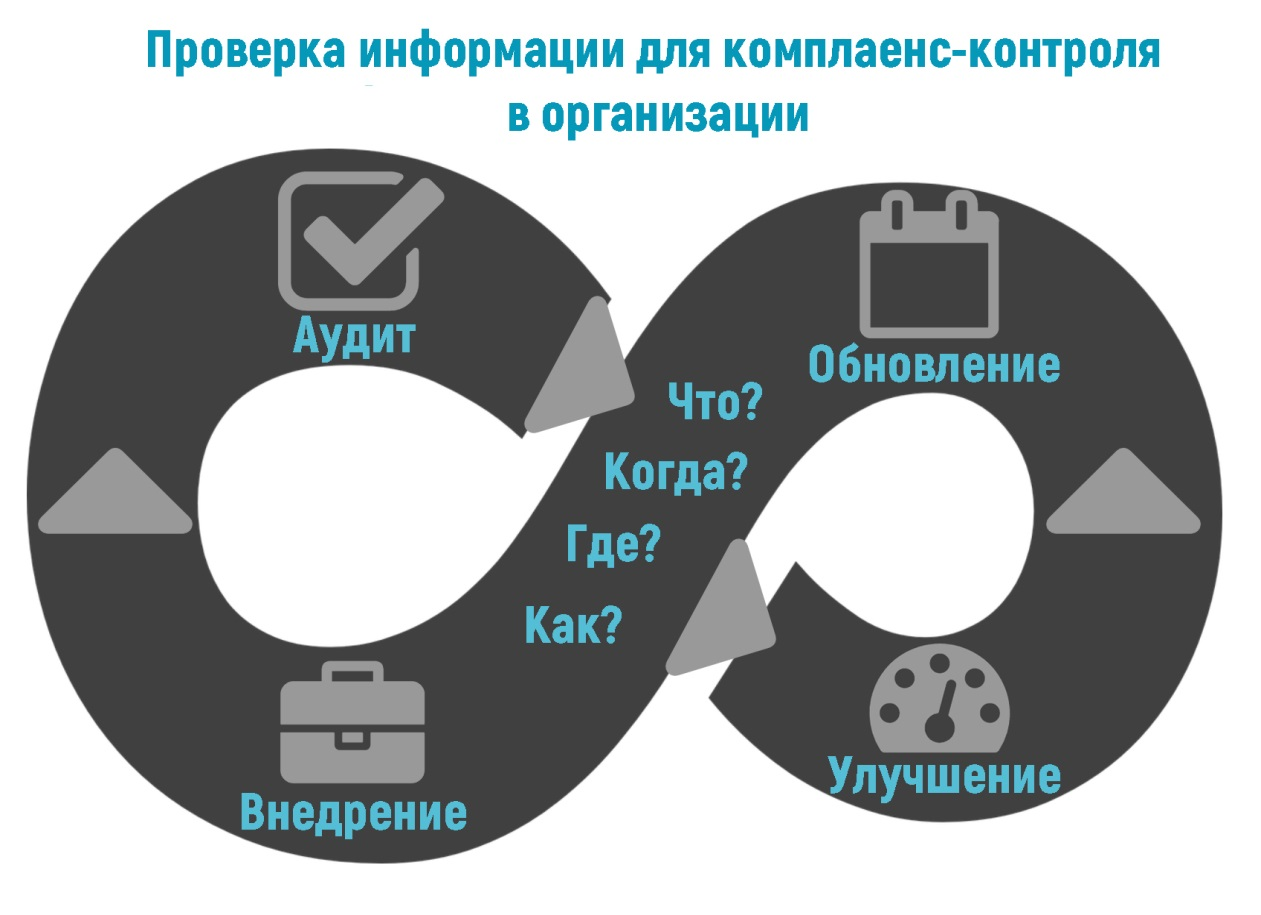 Проверка информации для комплаенс-контроля
в организации
Аудит
Обновление
Что?
Когда?
Где?
Как?
Внедрение
Улучшение